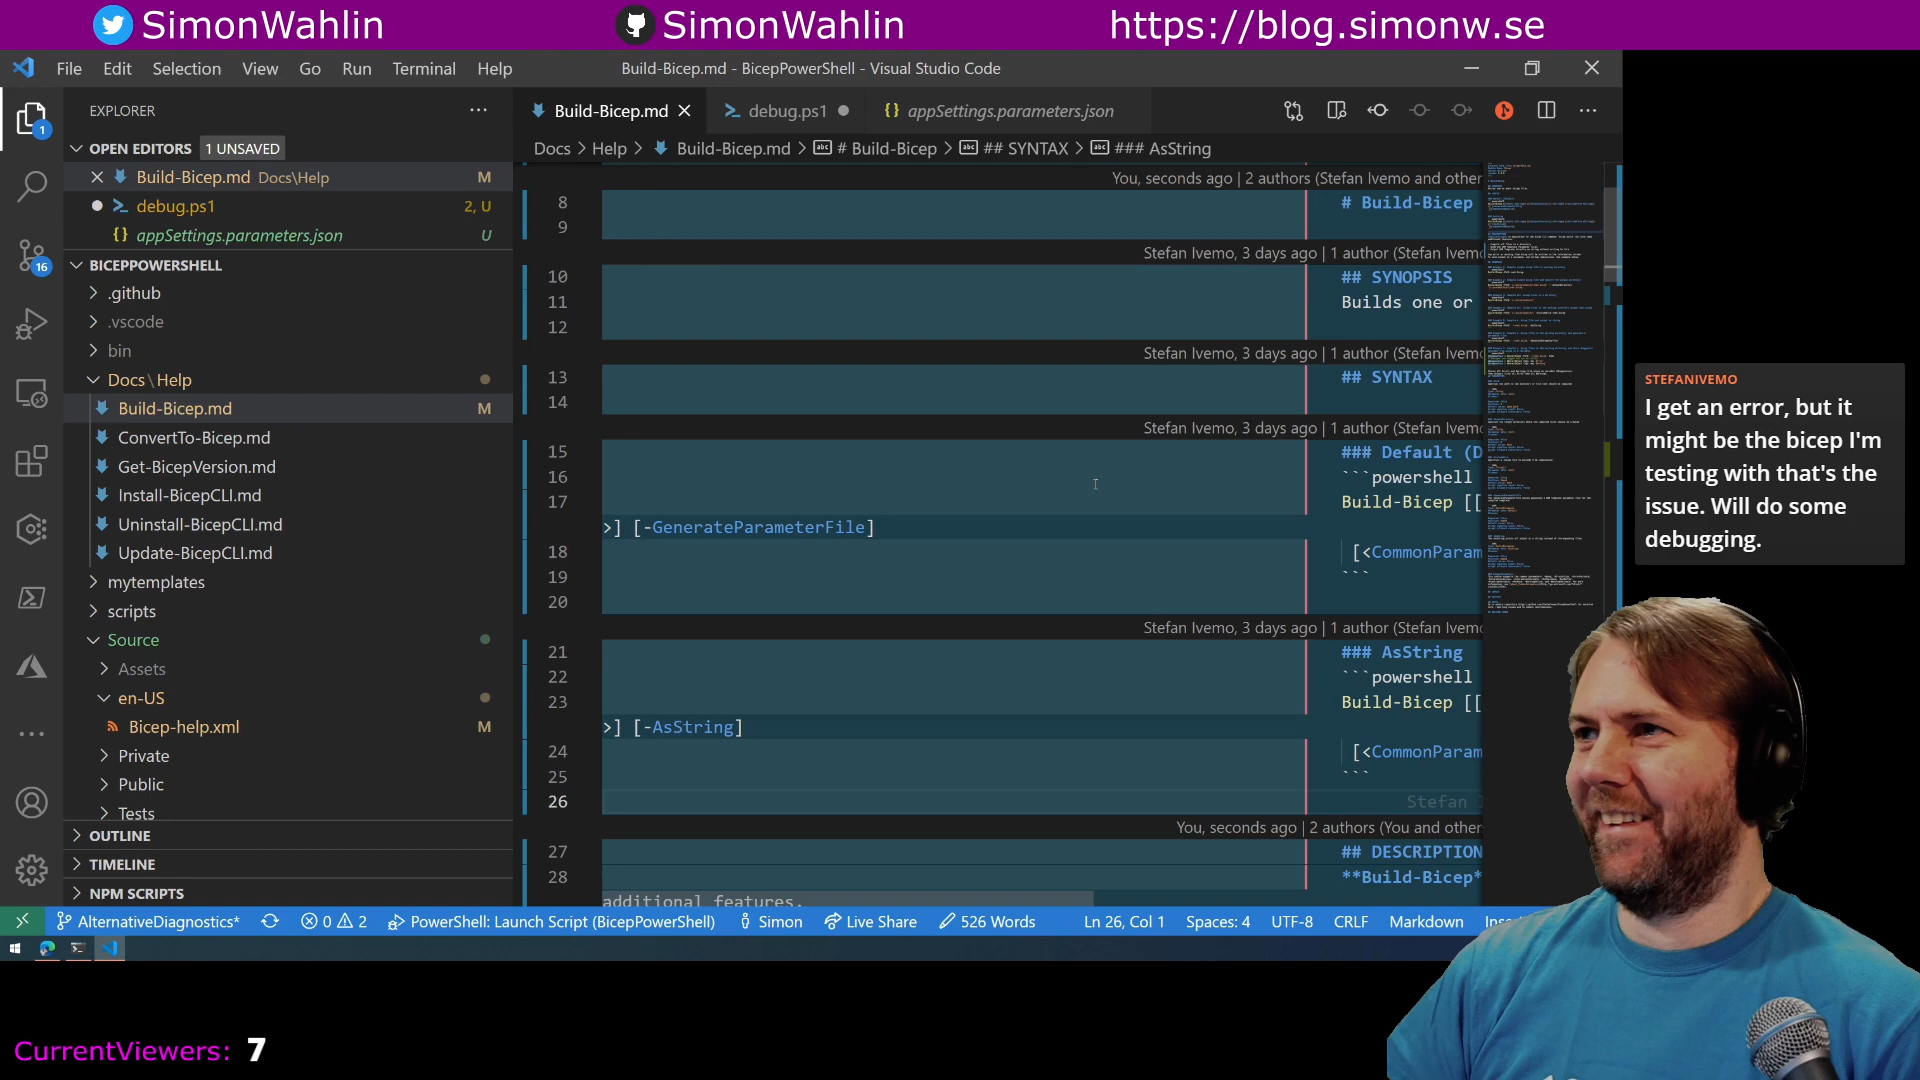 SimonWahlin SimonWahlin https://blog.simonw.se
File Edit Selection View Go Run Terminal Help Build-Bicep.md - BicepPowerShell - Visual Studio Code
EXPLORER
OPEN EDITORS 1 UNSAVED
Build-Bicep.md Docs\Help M
debug.ps1 2, U
appSettings.parameters.json U
BICEPPOWERSHELL
.github
.vscode
bin
Docs\Help
Build-Bicep.md M
ConvertTo-Bicep.md
Get-BicepVersion.md
Install-BicepCLI.md
Uninstall-BicepCLI.md
Update-BicepCLI.md
mytemplates
scripts
Source
Assets
en-US
Bicep-help.xml M
Private
Public
Tests
OUTLINE
TIMELINE
NPM SCRIPTS
Build-Bicep.md debug.ps1 {} appSettings.parameters.json
Docs > Help > Build-Bicep.md > # Build-Bicep > ## SYNTAX > ### AsString
You, seconds ago | 2 authors (Stefan Ivemo and other
8 # Build-Bicep
9
Stefan Ivemo, 3 days ago | 1 author (Stefan Ivemo
10 ## SYNOPSIS
11 Builds one or
12
Stefan Ivemo, 3 days ago | 1 author (Stefan Ivemo
13 ## SYNTAX
14
Stefan Ivemo, 3 days ago | 1 author (Stefan Ivemo
15 ### Default (D
16 ```powershell
17 Build-Bicep [[
>] [-GenerateParameterFile]
18 [<CommonParam
19 ```
20
Stefan Ivemo, 3 days ago | 1 author (Stefan Ivemo
21 ### AsString
22 ```powershell
23 Build-Bicep [[
>] [-AsString]
24 [<CommonParam
25 ```
26 Stefan
You, seconds ago | 2 authors (You and other
27 ## DESCRIPTION
28 **Build-Bicep*
additional features.
AlternativeDiagnostics* 0 2 PowerShell: Launch Script (BicepPowerShell) Simon Live Share 526 Words Ln 26, Col 1 Spaces: 4 UTF-8 CRLF Markdown
STEFANIVEMO
I get an error, but it
might be the bicep I'm
testing with that's the
issue. Will do some
debugging.
CurrentViewers: 7